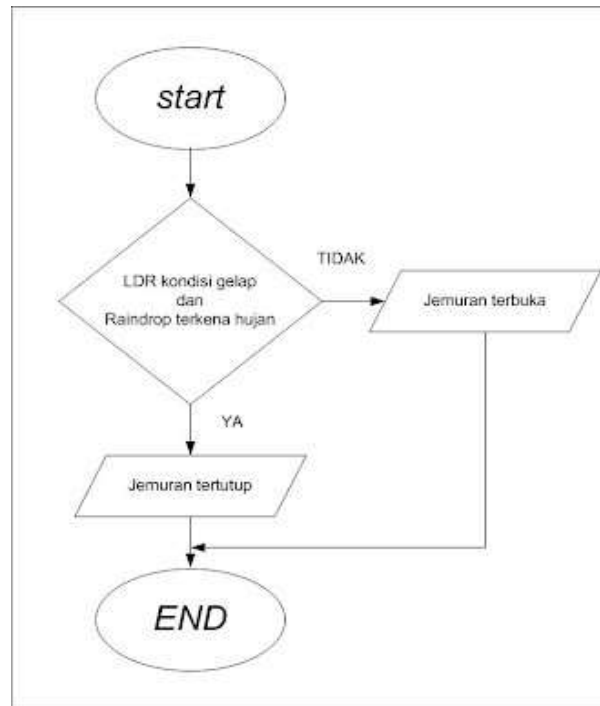 start
LDR kondisi gelap
dan
Raindrop terkena hujan
TIDAK
Jemuran terbuka
YA
Jemuran tertutup
END